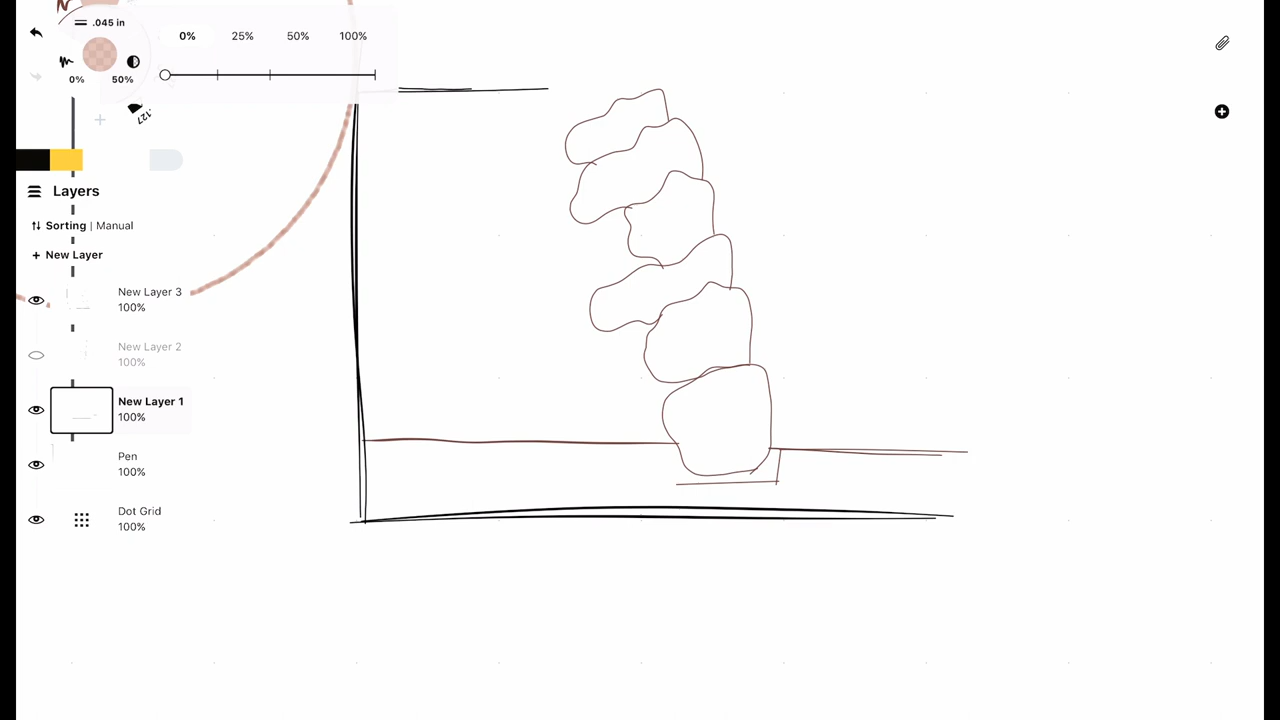 .045 in
0% 25% 50% 100%
0% 50%
.127
Layers
Sorting | Manual
+ New Layer
New Layer 3
100%
New Layer 2
100%
New Layer 1
100%
Pen
100%
Dot Grid
100%